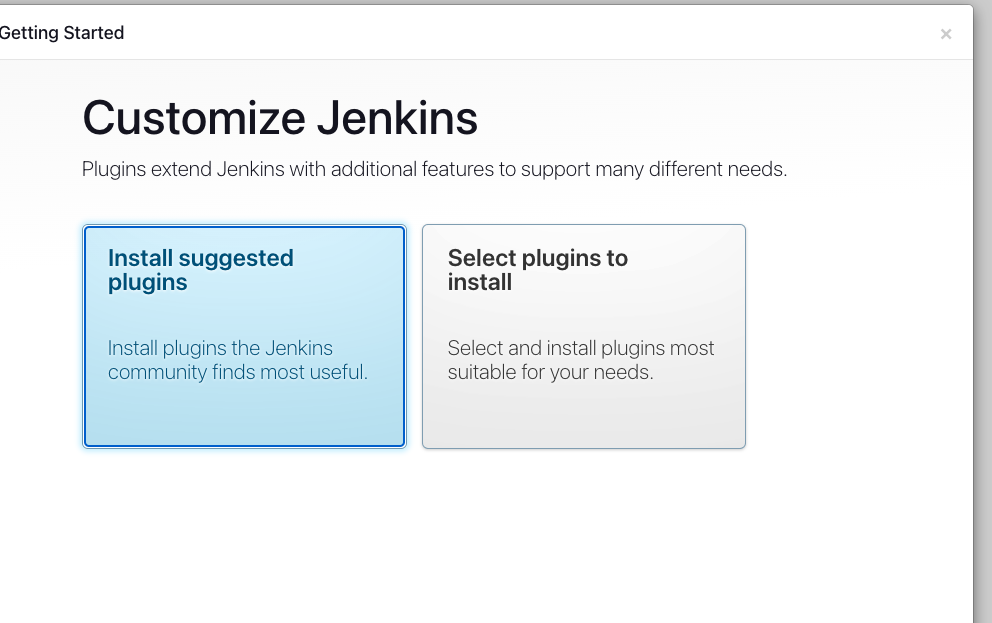 Getting Started
×
Customize Jenkins
Plugins extend Jenkins with additional features to support many different needs.
Install suggested
plugins
Install plugins the Jenkins
community finds most useful.
Select plugins to
install
Select and install plugins most
suitable for your needs.